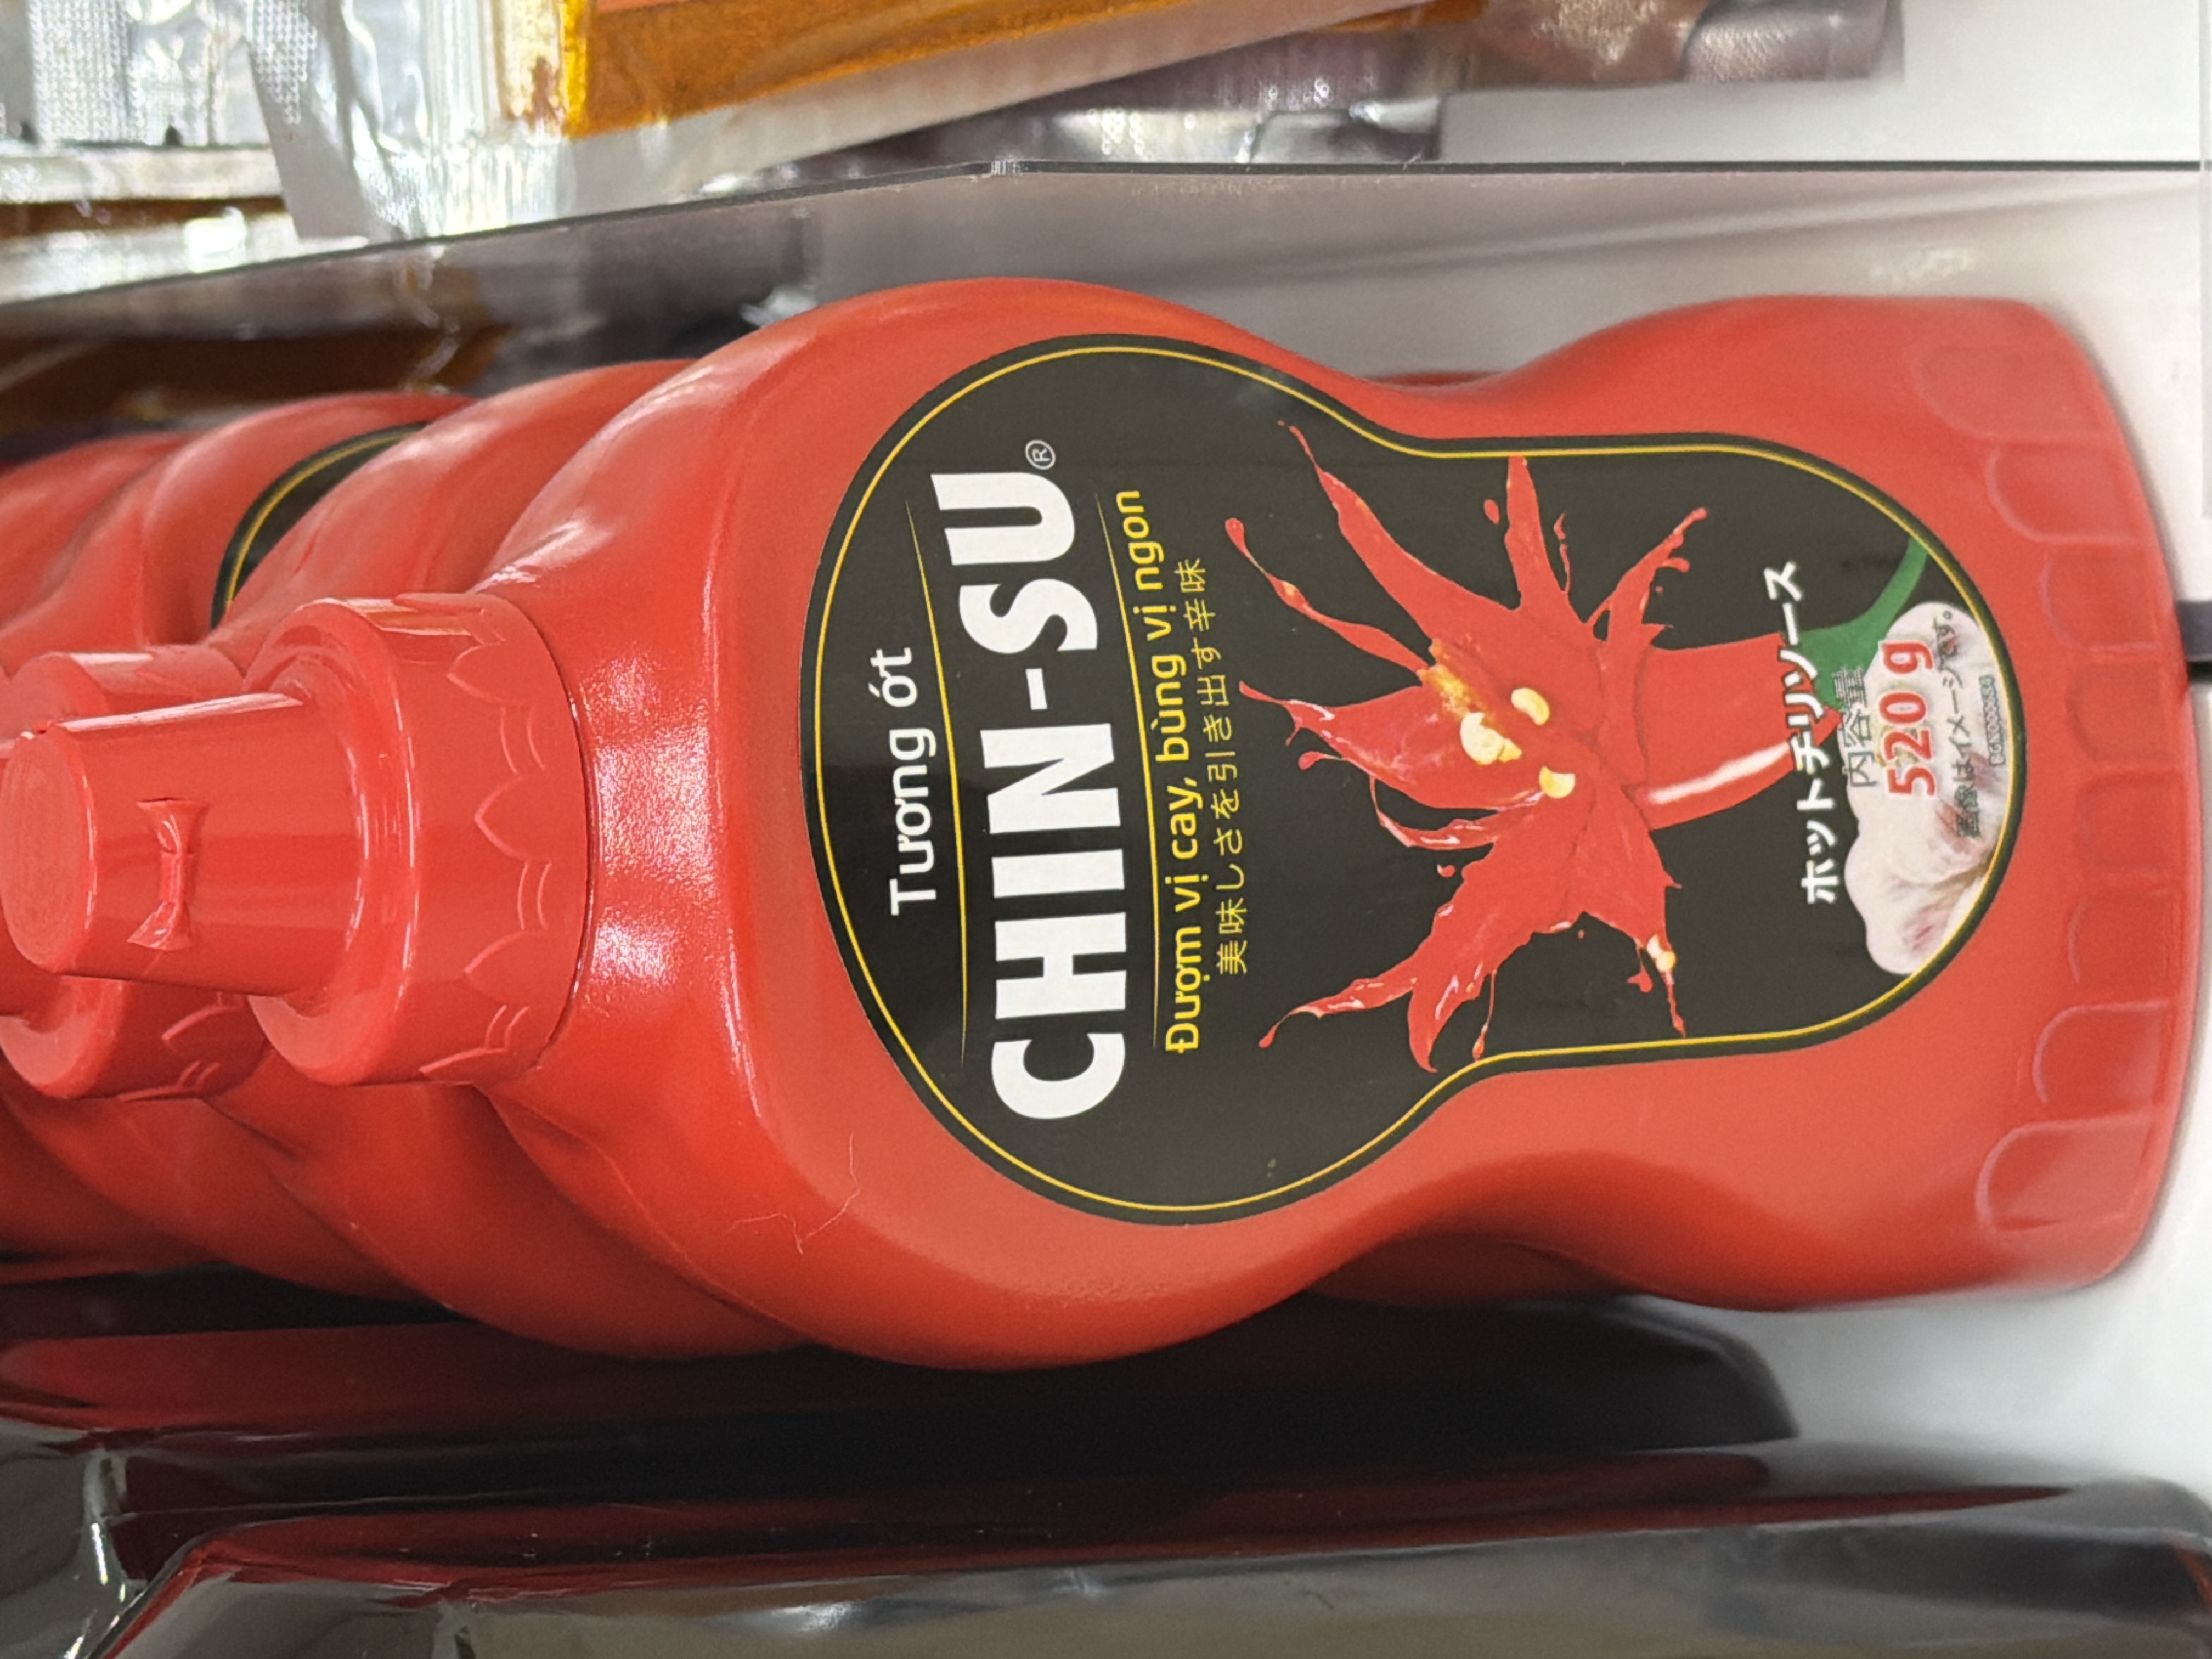 Tương ớt
CHIN-SU®
Đượm vị cay, bùng vị ngon
美味しさを引き出す辛味
ホットチリソース
内容量
520 g
画像はイメージです。